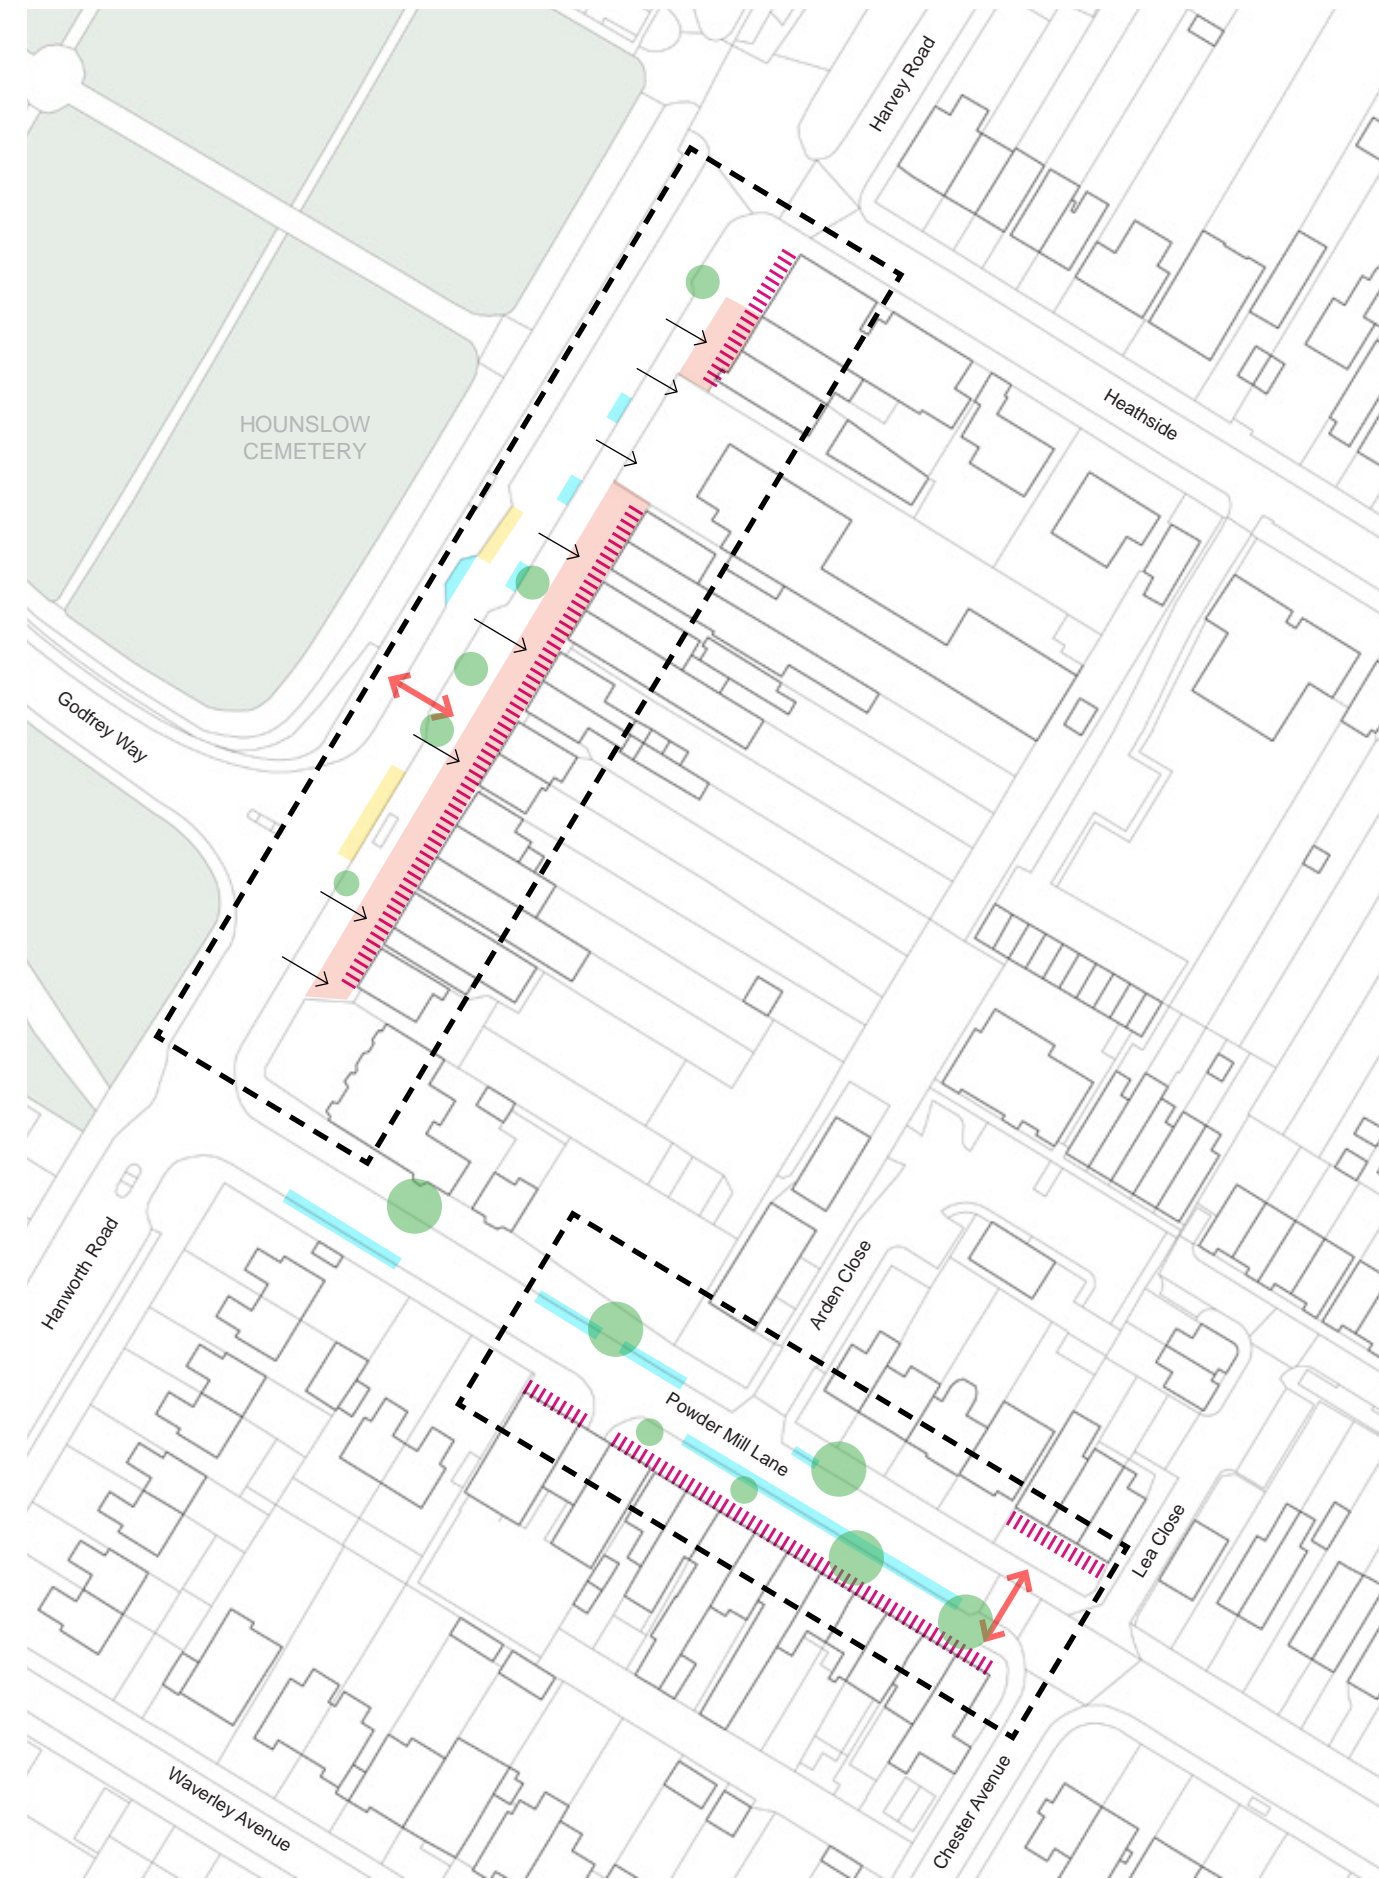 Harvey Road
Heathside
HOUNSLOW
CEMETERY
Godfrey Way
Hanworth Road
Arden Close
Powder Mill Lane
Lea Close
Waverley Avenue
Chester Avenue